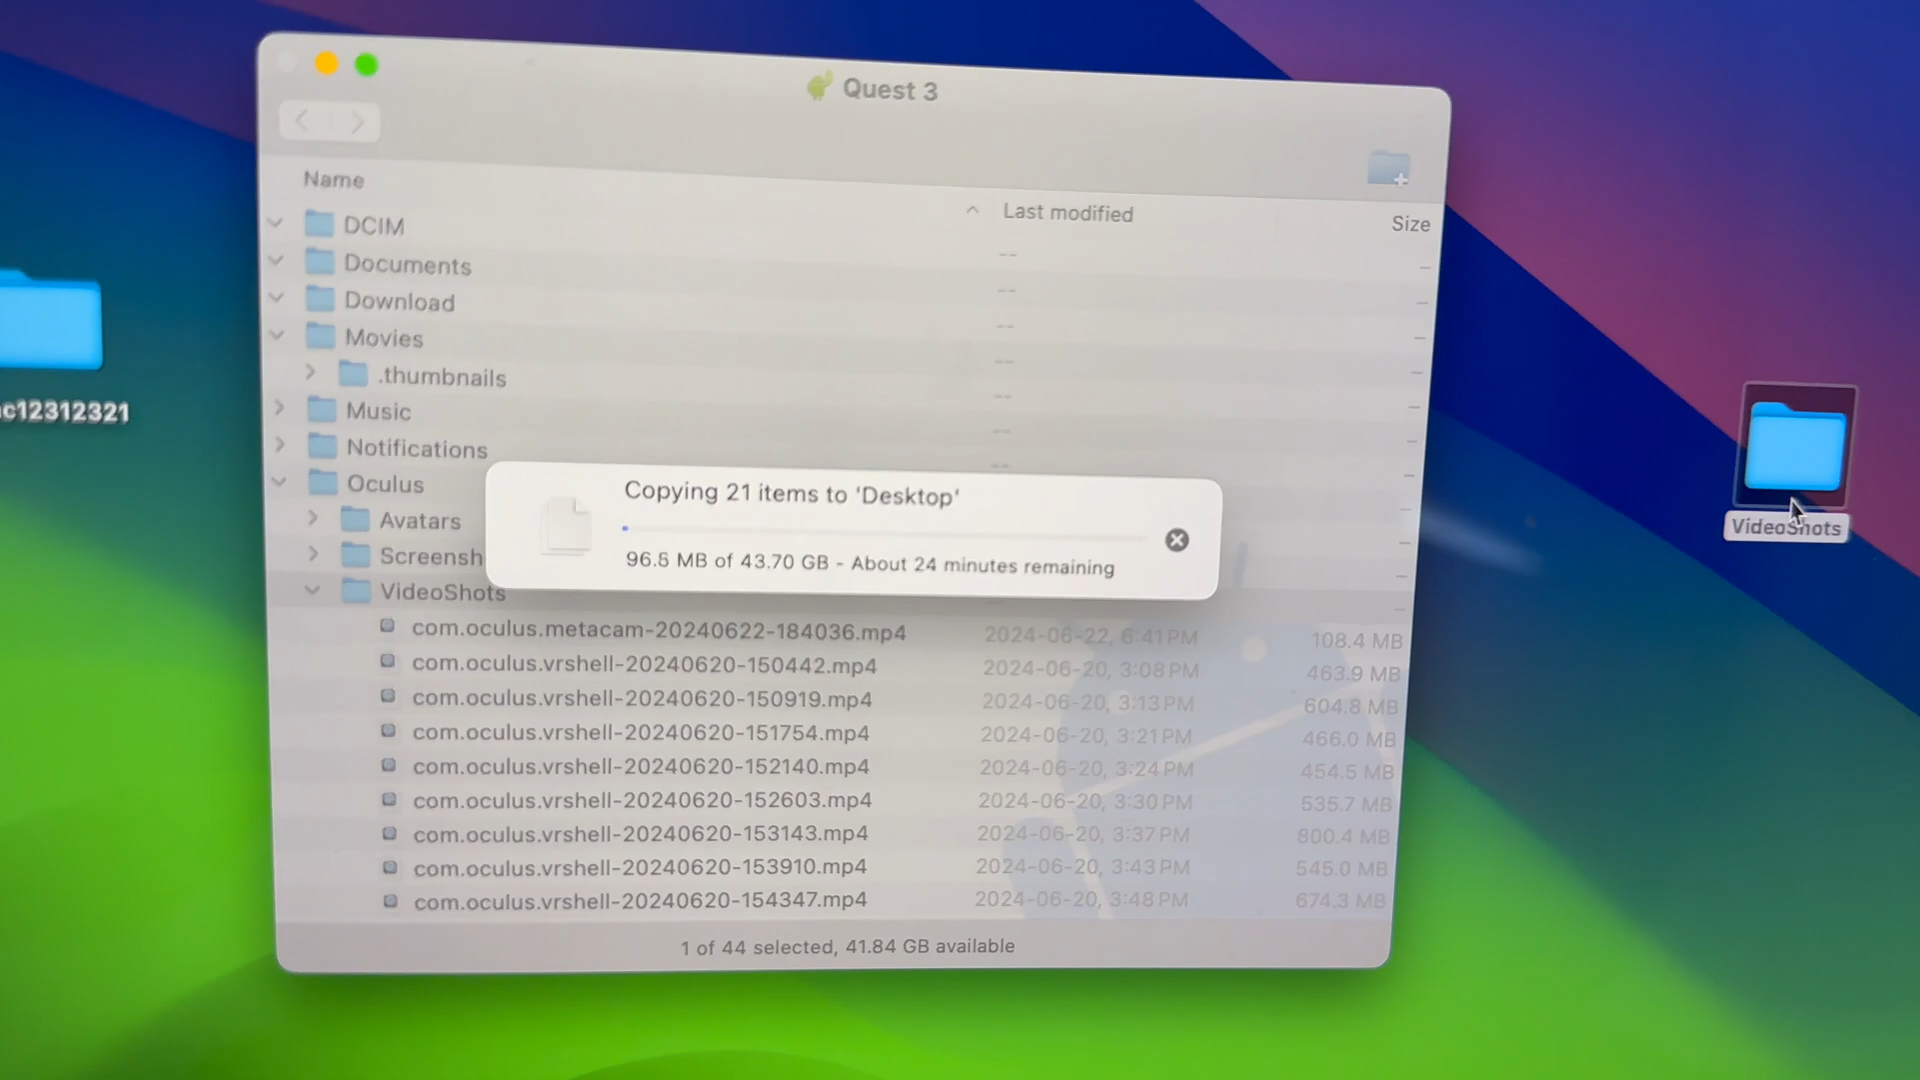 Quest 3
Name
Last modified
Size
DCIM
--
–
Documents
--
–
Download
--
–
Movies
--
–
.thumbnails
--
–
Music
--
–
Notifications
--
–
Oculus
–
Avatars
–
Screensh
–
VideoShots
–
Copying 21 items to 'Desktop'
96.5 MB of 43.70 GB - About 24 minutes remaining
com.oculus.metacam-20240622-184036.mp4 2024-06-22, 6:41 PM 108.4 MB
com.oculus.vrshell-20240620-150442.mp4 2024-06-20, 3:08 PM 463.9 MB
com.oculus.vrshell-20240620-150919.mp4 2024-06-20, 3:13 PM 604.8 MB
com.oculus.vrshell-20240620-151754.mp4 2024-06-20, 3:21 PM 466.0 MB
com.oculus.vrshell-20240620-152140.mp4 2024-06-20, 3:24 PM 454.5 MB
com.oculus.vrshell-20240620-152603.mp4 2024-06-20, 3:30 PM 535.7 MB
com.oculus.vrshell-20240620-153143.mp4 2024-06-20, 3:37 PM 800.4 MB
com.oculus.vrshell-20240620-153910.mp4 2024-06-20, 3:43 PM 545.0 MB
com.oculus.vrshell-20240620-154347.mp4 2024-06-20, 3:48 PM 674.3 MB
1 of 44 selected, 41.84 GB available
c12312321
VideoShots